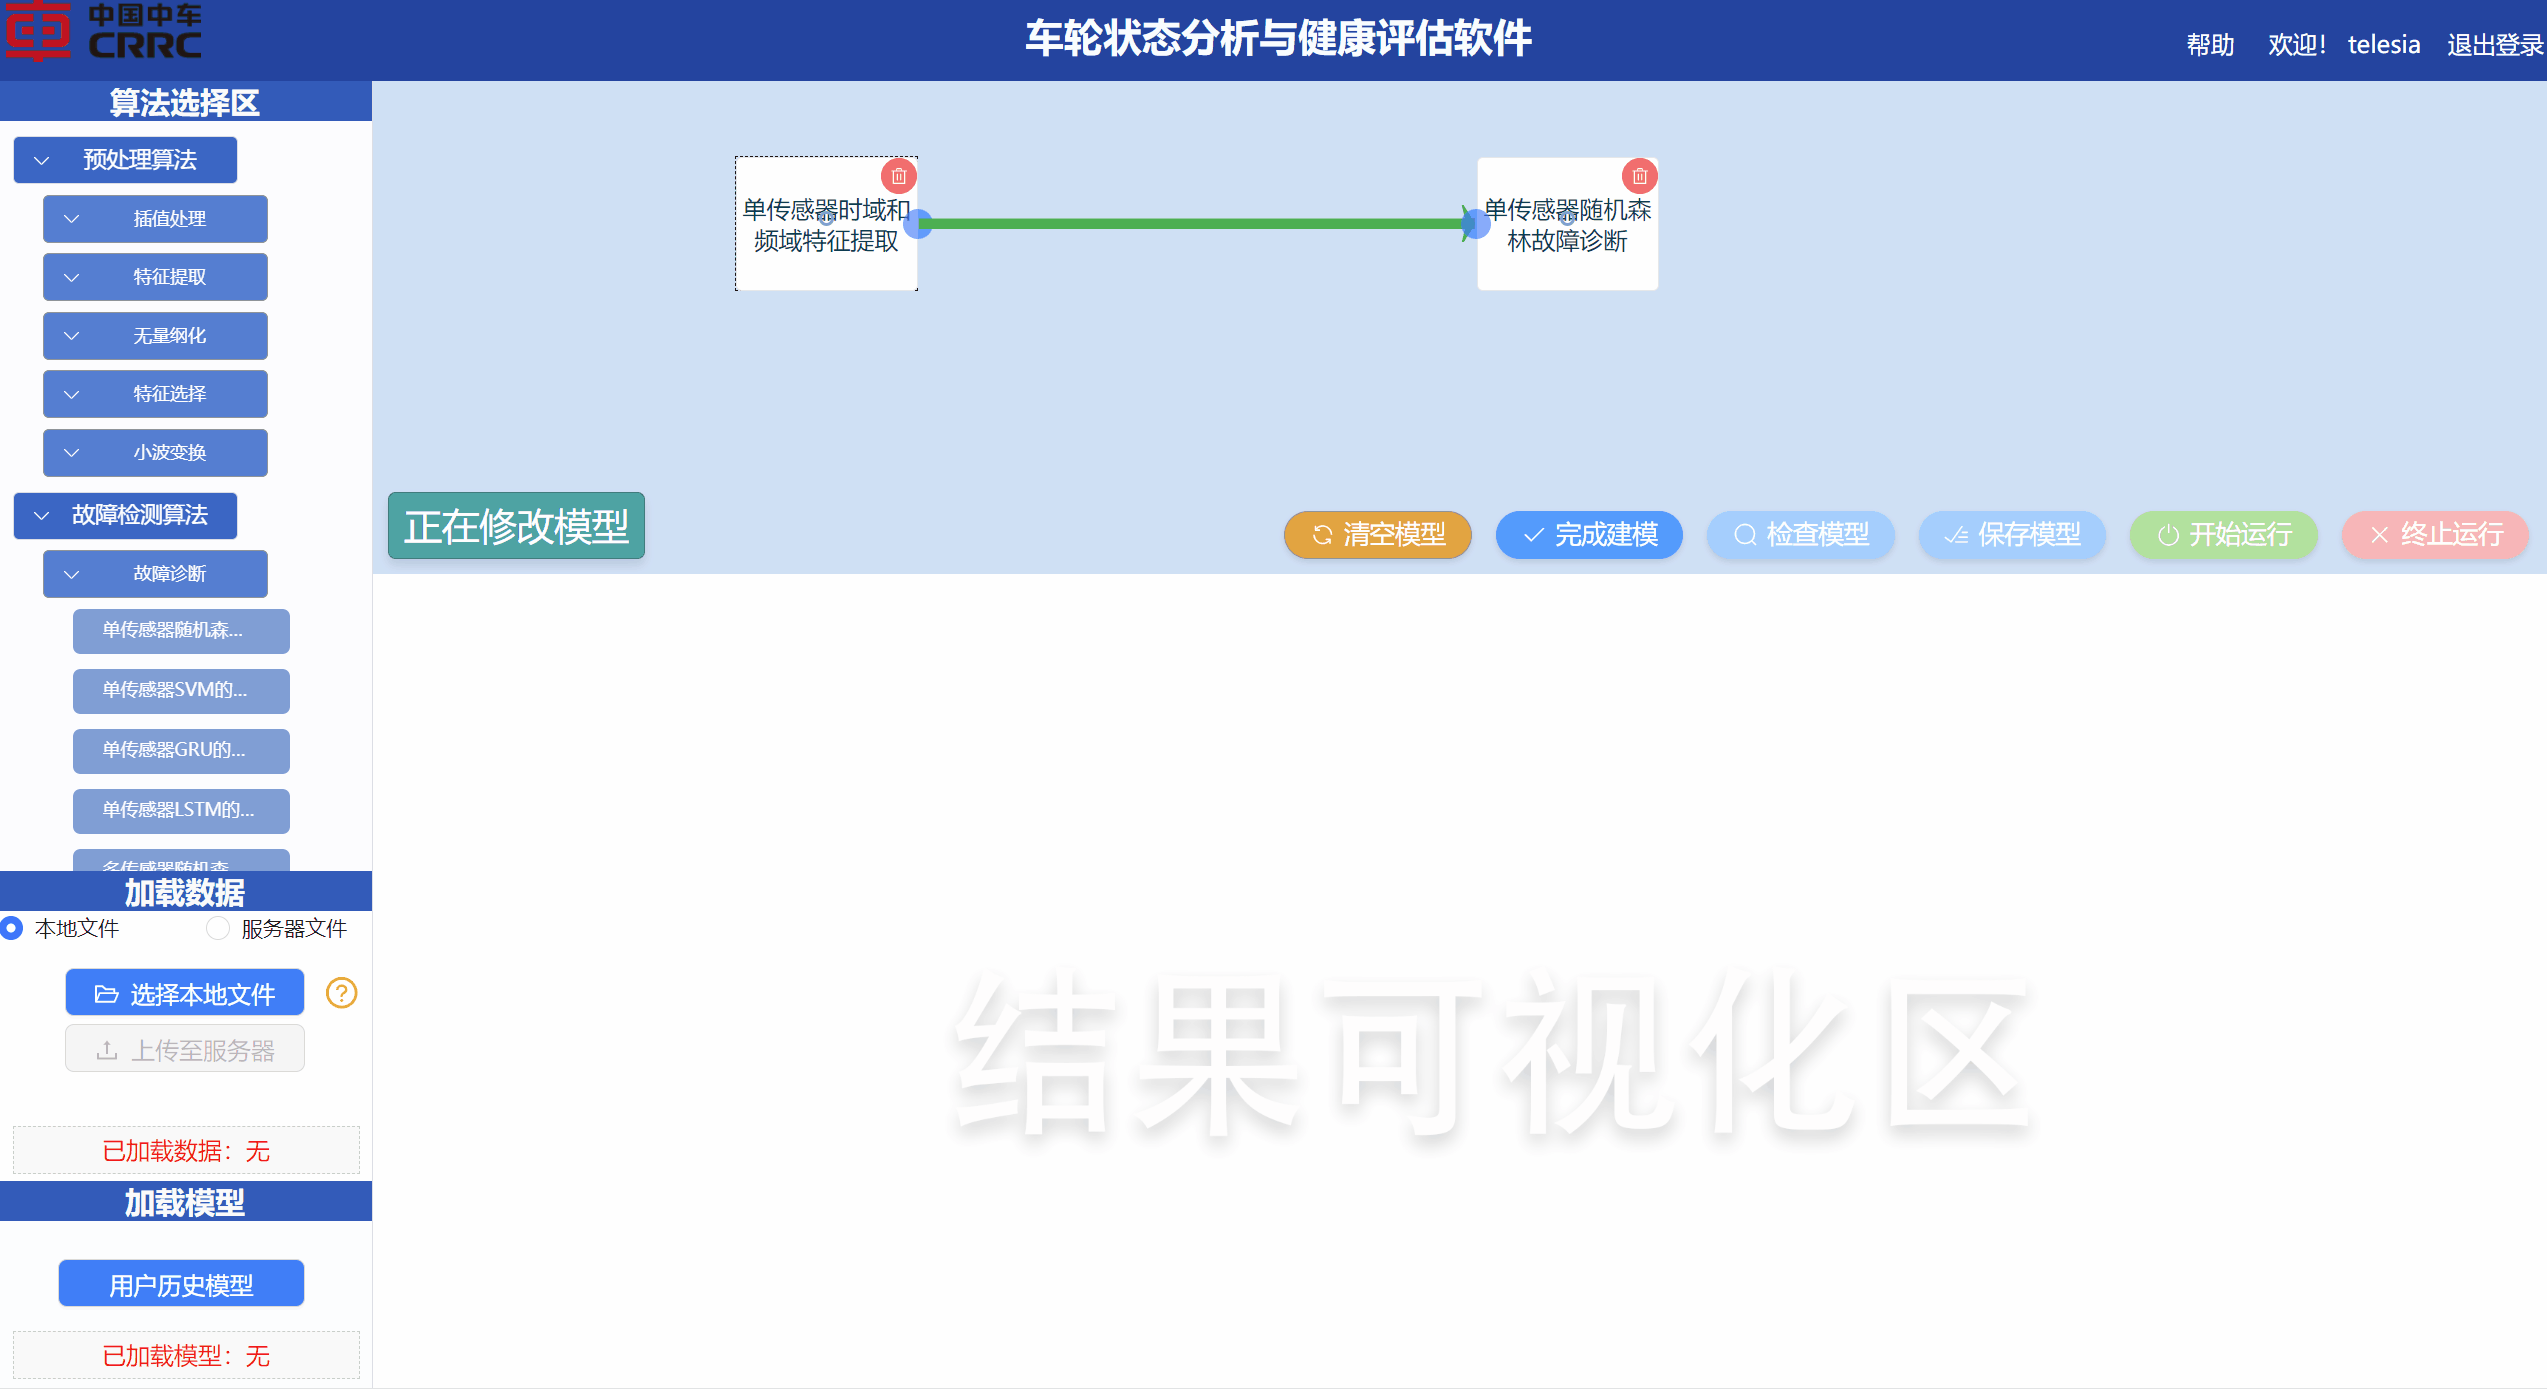 中国中车
CRRC
车轮状态分析与健康评估软件
帮助 欢迎！ telesia 退出登录
算法选择区
预处理算法
插值处理
特征提取
无量纲化
特征选择
小波变换
故障检测算法
故障诊断
单传感器随机森...
单传感器SVM的...
单传感器GRU的...
单传感器LSTM的...
多传感器随机森...
加载数据
本地文件 服务器文件
选择本地文件
上传至服务器
已加载数据：无
加载模型
用户历史模型
已加载模型：无
单传感器时域和
频域特征提取
单传感器随机森
林故障诊断
正在修改模型
清空模型 完成建模 检查模型 保存模型 开始运行 终止运行
结果可视化区